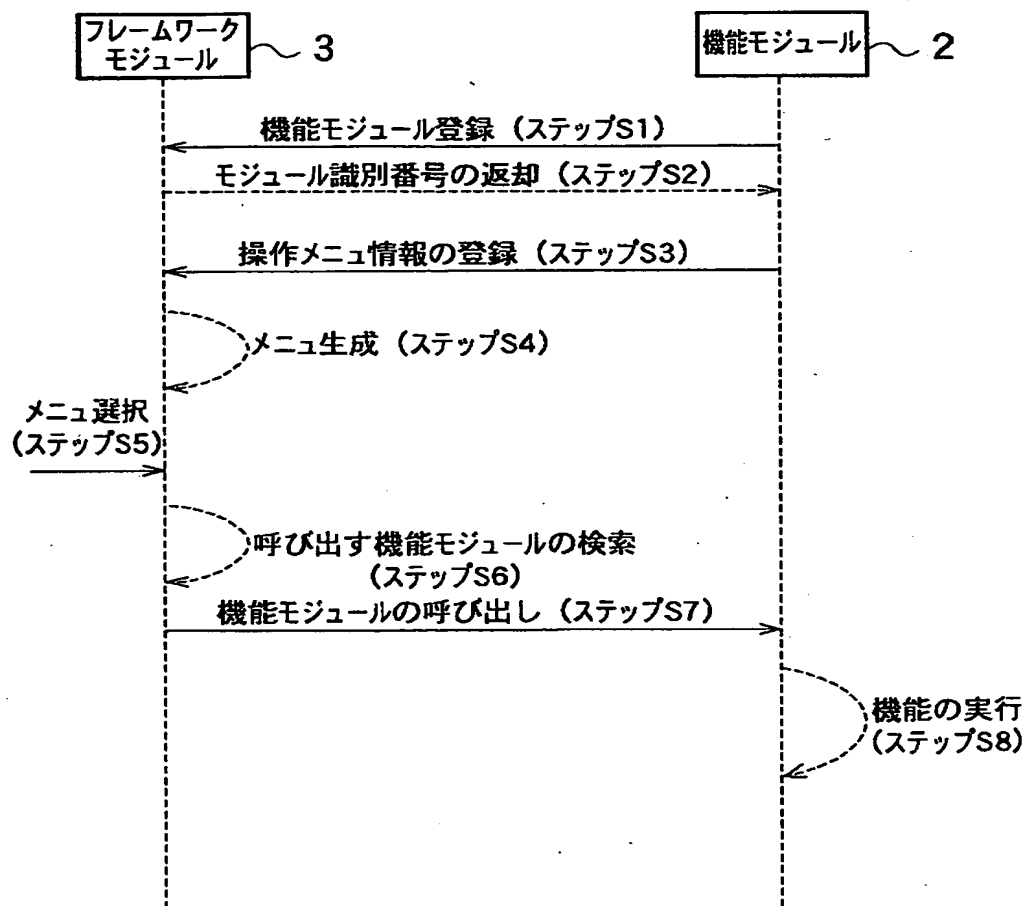 フレームワーク
モジュール
3
機能モジュール
2
機能モジュール登録（ステップS1）
モジュール識別番号の返却（ステップS2）
操作メニュー情報の登録（ステップS3）
メニュー生成（ステップS4）
メニュー選択
（ステップS5）
呼び出す機能モジュールの検索
（ステップS6）
機能モジュールの呼び出し（ステップS7）
機能の実行
（ステップS8）